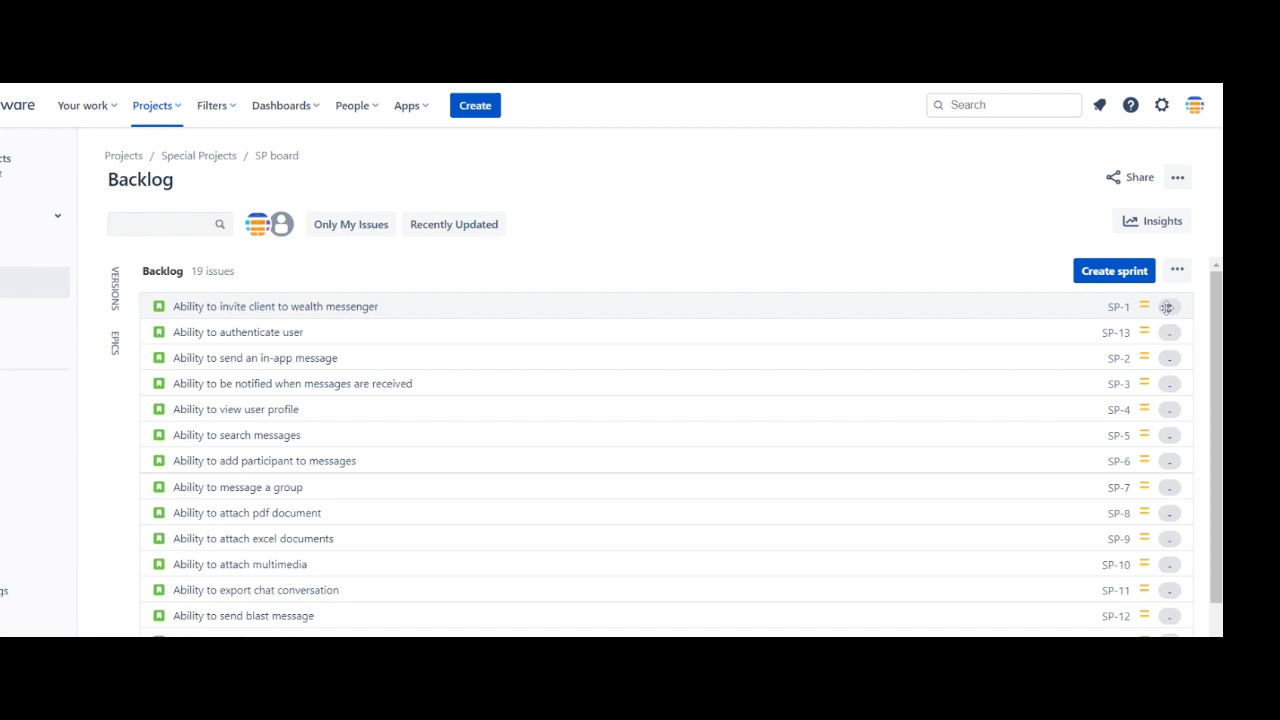 ware Your work Projects Filters Dashboards People Apps Create Search
cts
t
Projects / Special Projects / SP board
Backlog
Share
Only My Issues Recently Updated
Insights
VERSIONS
EPICS
Backlog 19 issues
Create sprint
Ability to invite client to wealth messenger SP-1
Ability to authenticate user SP-13 -
Ability to send an in-app message SP-2 -
Ability to be notified when messages are received SP-3 -
Ability to view user profile SP-4 -
Ability to search messages SP-5 -
Ability to add participant to messages SP-6 -
Ability to message a group SP-7 -
Ability to attach pdf document SP-8 -
Ability to attach excel documents SP-9 -
Ability to attach multimedia SP-10 -
Ability to export chat conversation SP-11 -
gs
Ability to send blast message SP-12 -